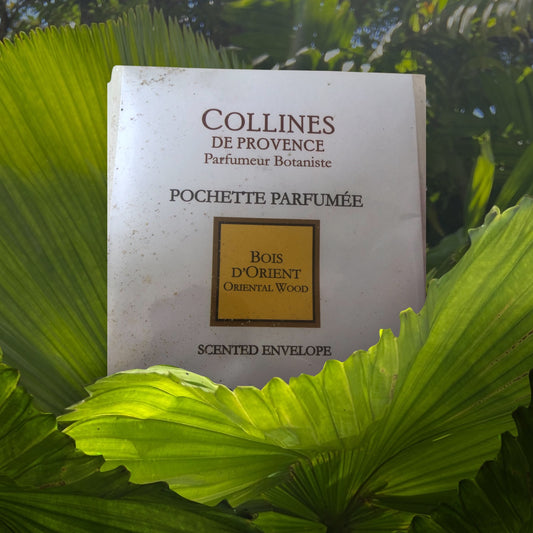 COLLINES
DE PROVENCE
Parfumeur Botaniste
POCHETTE PARFUMÉE
BOIS
D'ORIENT
ORIENTAL WOOD
SCENTED ENVELOPE